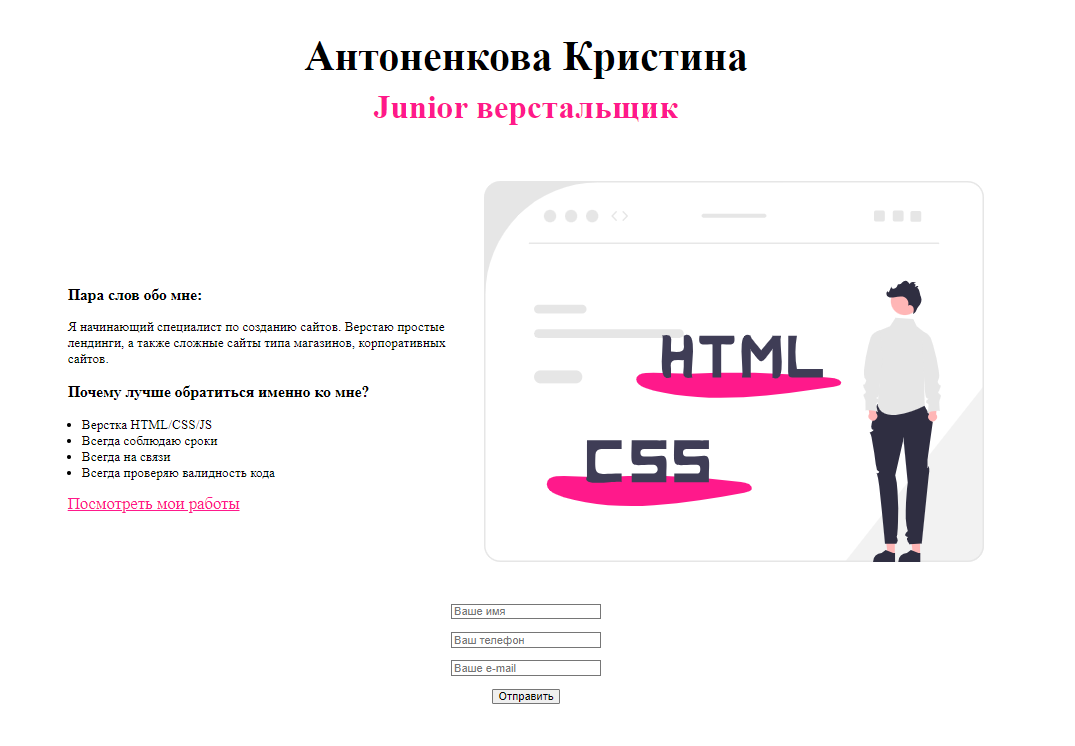 Антоненкова Кристина
Junior верстальщик
Пара слов обо мне:
Я начинающий специалист по созданию сайтов. Верстаю простые
лендинги, а также сложные сайты типа магазинов, корпоративных
сайтов.
Почему лучше обратиться именно ко мне?
Верстка HTML/CSS/JS
Всегда соблюдаю сроки
Всегда на связи
Всегда проверяю валидность кода
Посмотреть мои работы
HTML
CSS
Ваше имя
Ваш телефон
Ваше e-mail
Отправить